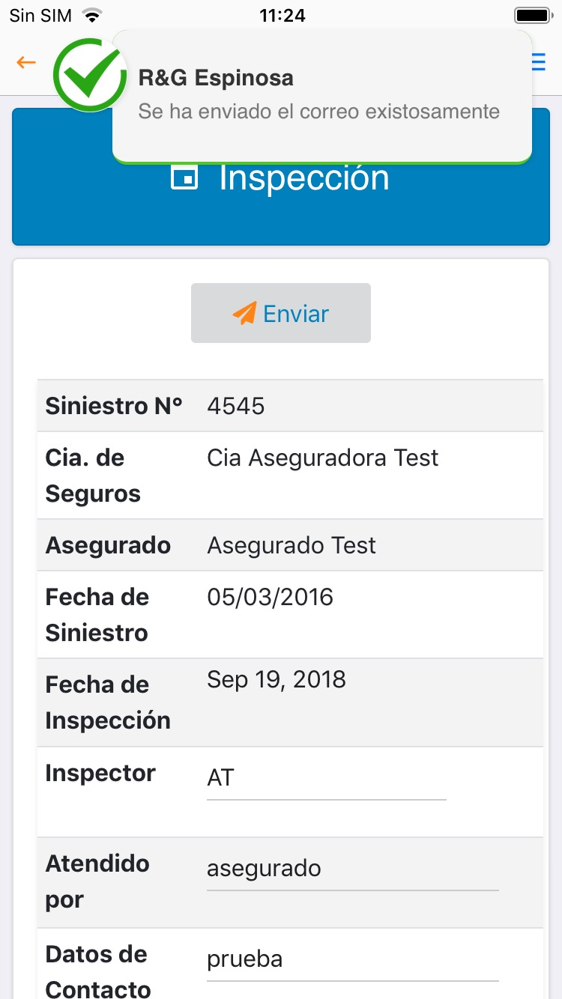 Sin SIM 11:24
R&G Espinosa
Se ha enviado el correo existosamente
Inspección
Enviar
Siniestro Nº 4545
Cia. de Cia Aseguradora Test
Seguros
Asegurado Asegurado Test
Fecha de 05/03/2016
Siniestro
Fecha de Sep 19, 2018
Inspección
Inspector AT
Atendido asegurado
por
Datos de prueba
Contacto